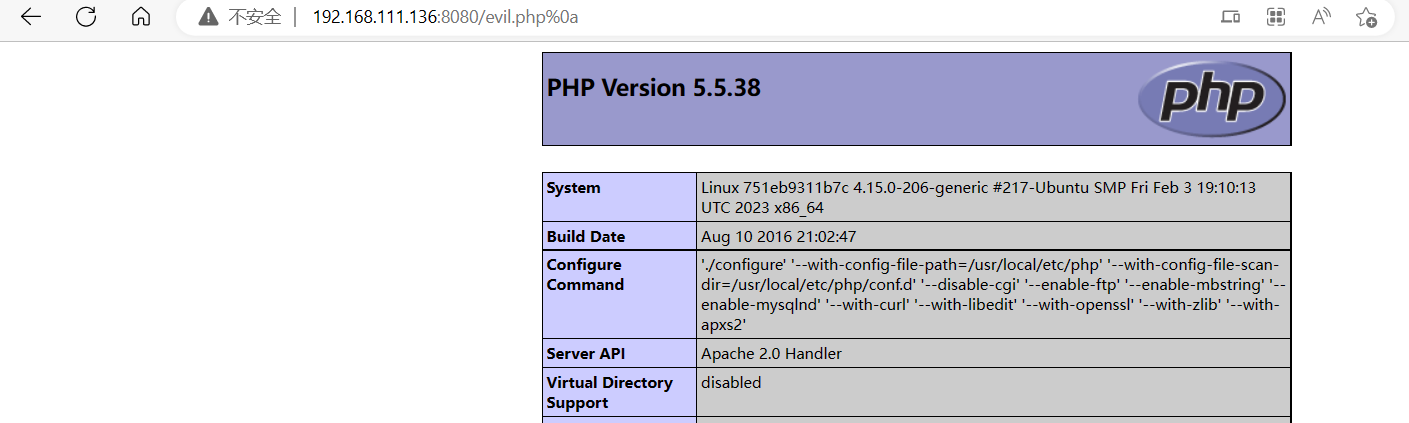 不安全 | 192.168.111.136:8080/evil.php%0a
PHP Version 5.5.38
php
System Linux 751eb9311b7c 4.15.0-206-generic #217-Ubuntu SMP Fri Feb 3 19:10:13
UTC 2023 x86_64
Build Date Aug 10 2016 21:02:47
Configure './configure' '--with-config-file-path=/usr/local/etc/php' '--with-config-file-scan-
Command dir=/usr/local/etc/php/conf.d' '--disable-cgi' '--enable-ftp' '--enable-mbstring' '--
enable-mysqlnd' '--with-curl' '--with-libedit' '--with-openssl' '--with-zlib' '--with-
apxs2'
Server API Apache 2.0 Handler
Virtual Directory disabled
Support